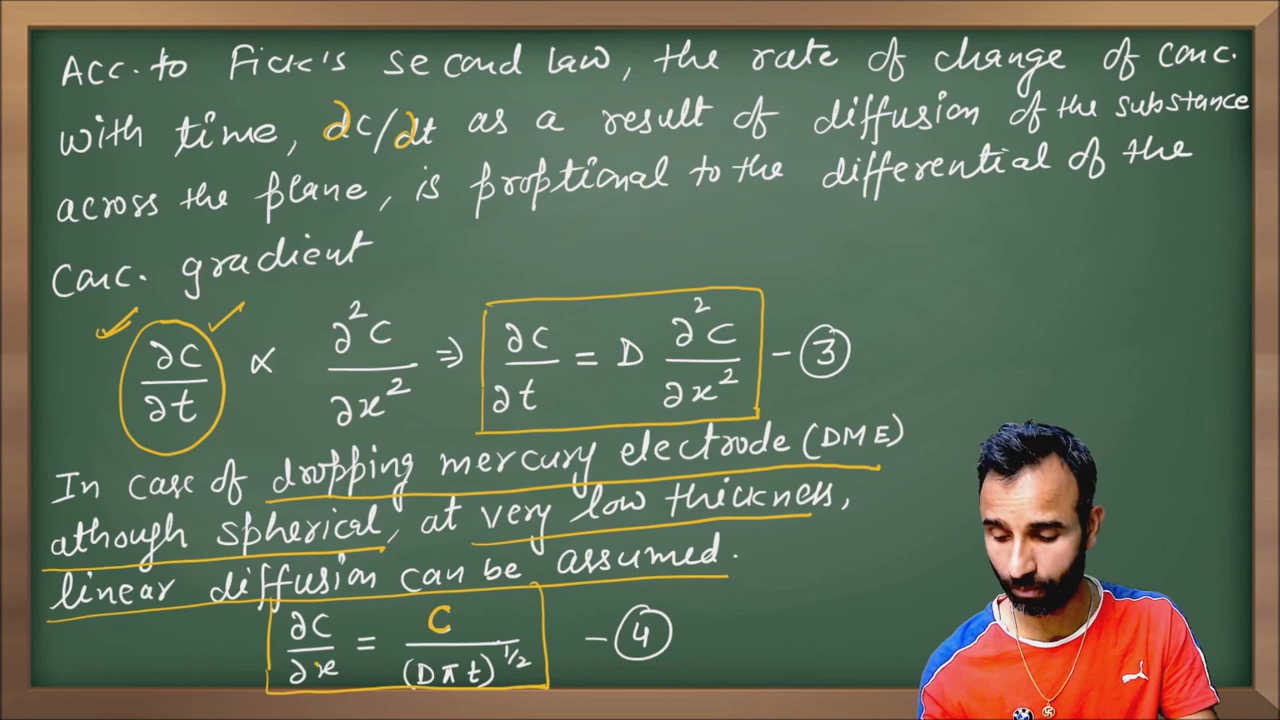 Acc. to Fick's second law, the rate of change of conc.
with time, ∂c/∂t as a result of diffusion of the substance
across the plane, is proptional to the differential of the
Conc. gradient
∂C/∂t ∝ ∂²C/∂x² ⇒ ∂C/∂t = D ∂²C/∂x² - ③
In case of dropping mercury electrode (DME)
athough spherical, at very low thickness,
linear diffusion can be assumed.
∂C/∂x = C/(Dπt)^1/2 - ④